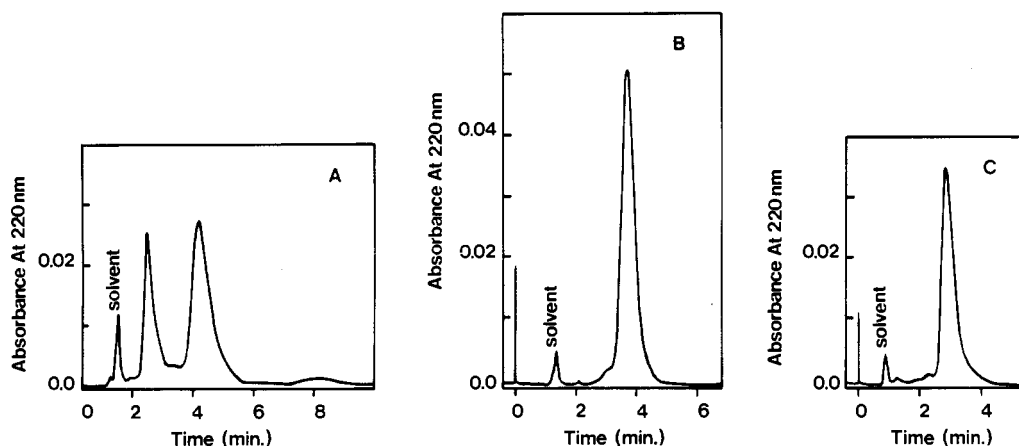 A
Absorbance At 220 nm
0.02
0.0
solvent
0 2 4 6 8
Time (min.)
B
Absorbance At 220 nm
0.04
0.02
0.0
solvent
0 2 4 6
Time (min.)
C
Absorbance At 220 nm
0.02
0.0
solvent
0 2 4
Time (min.)